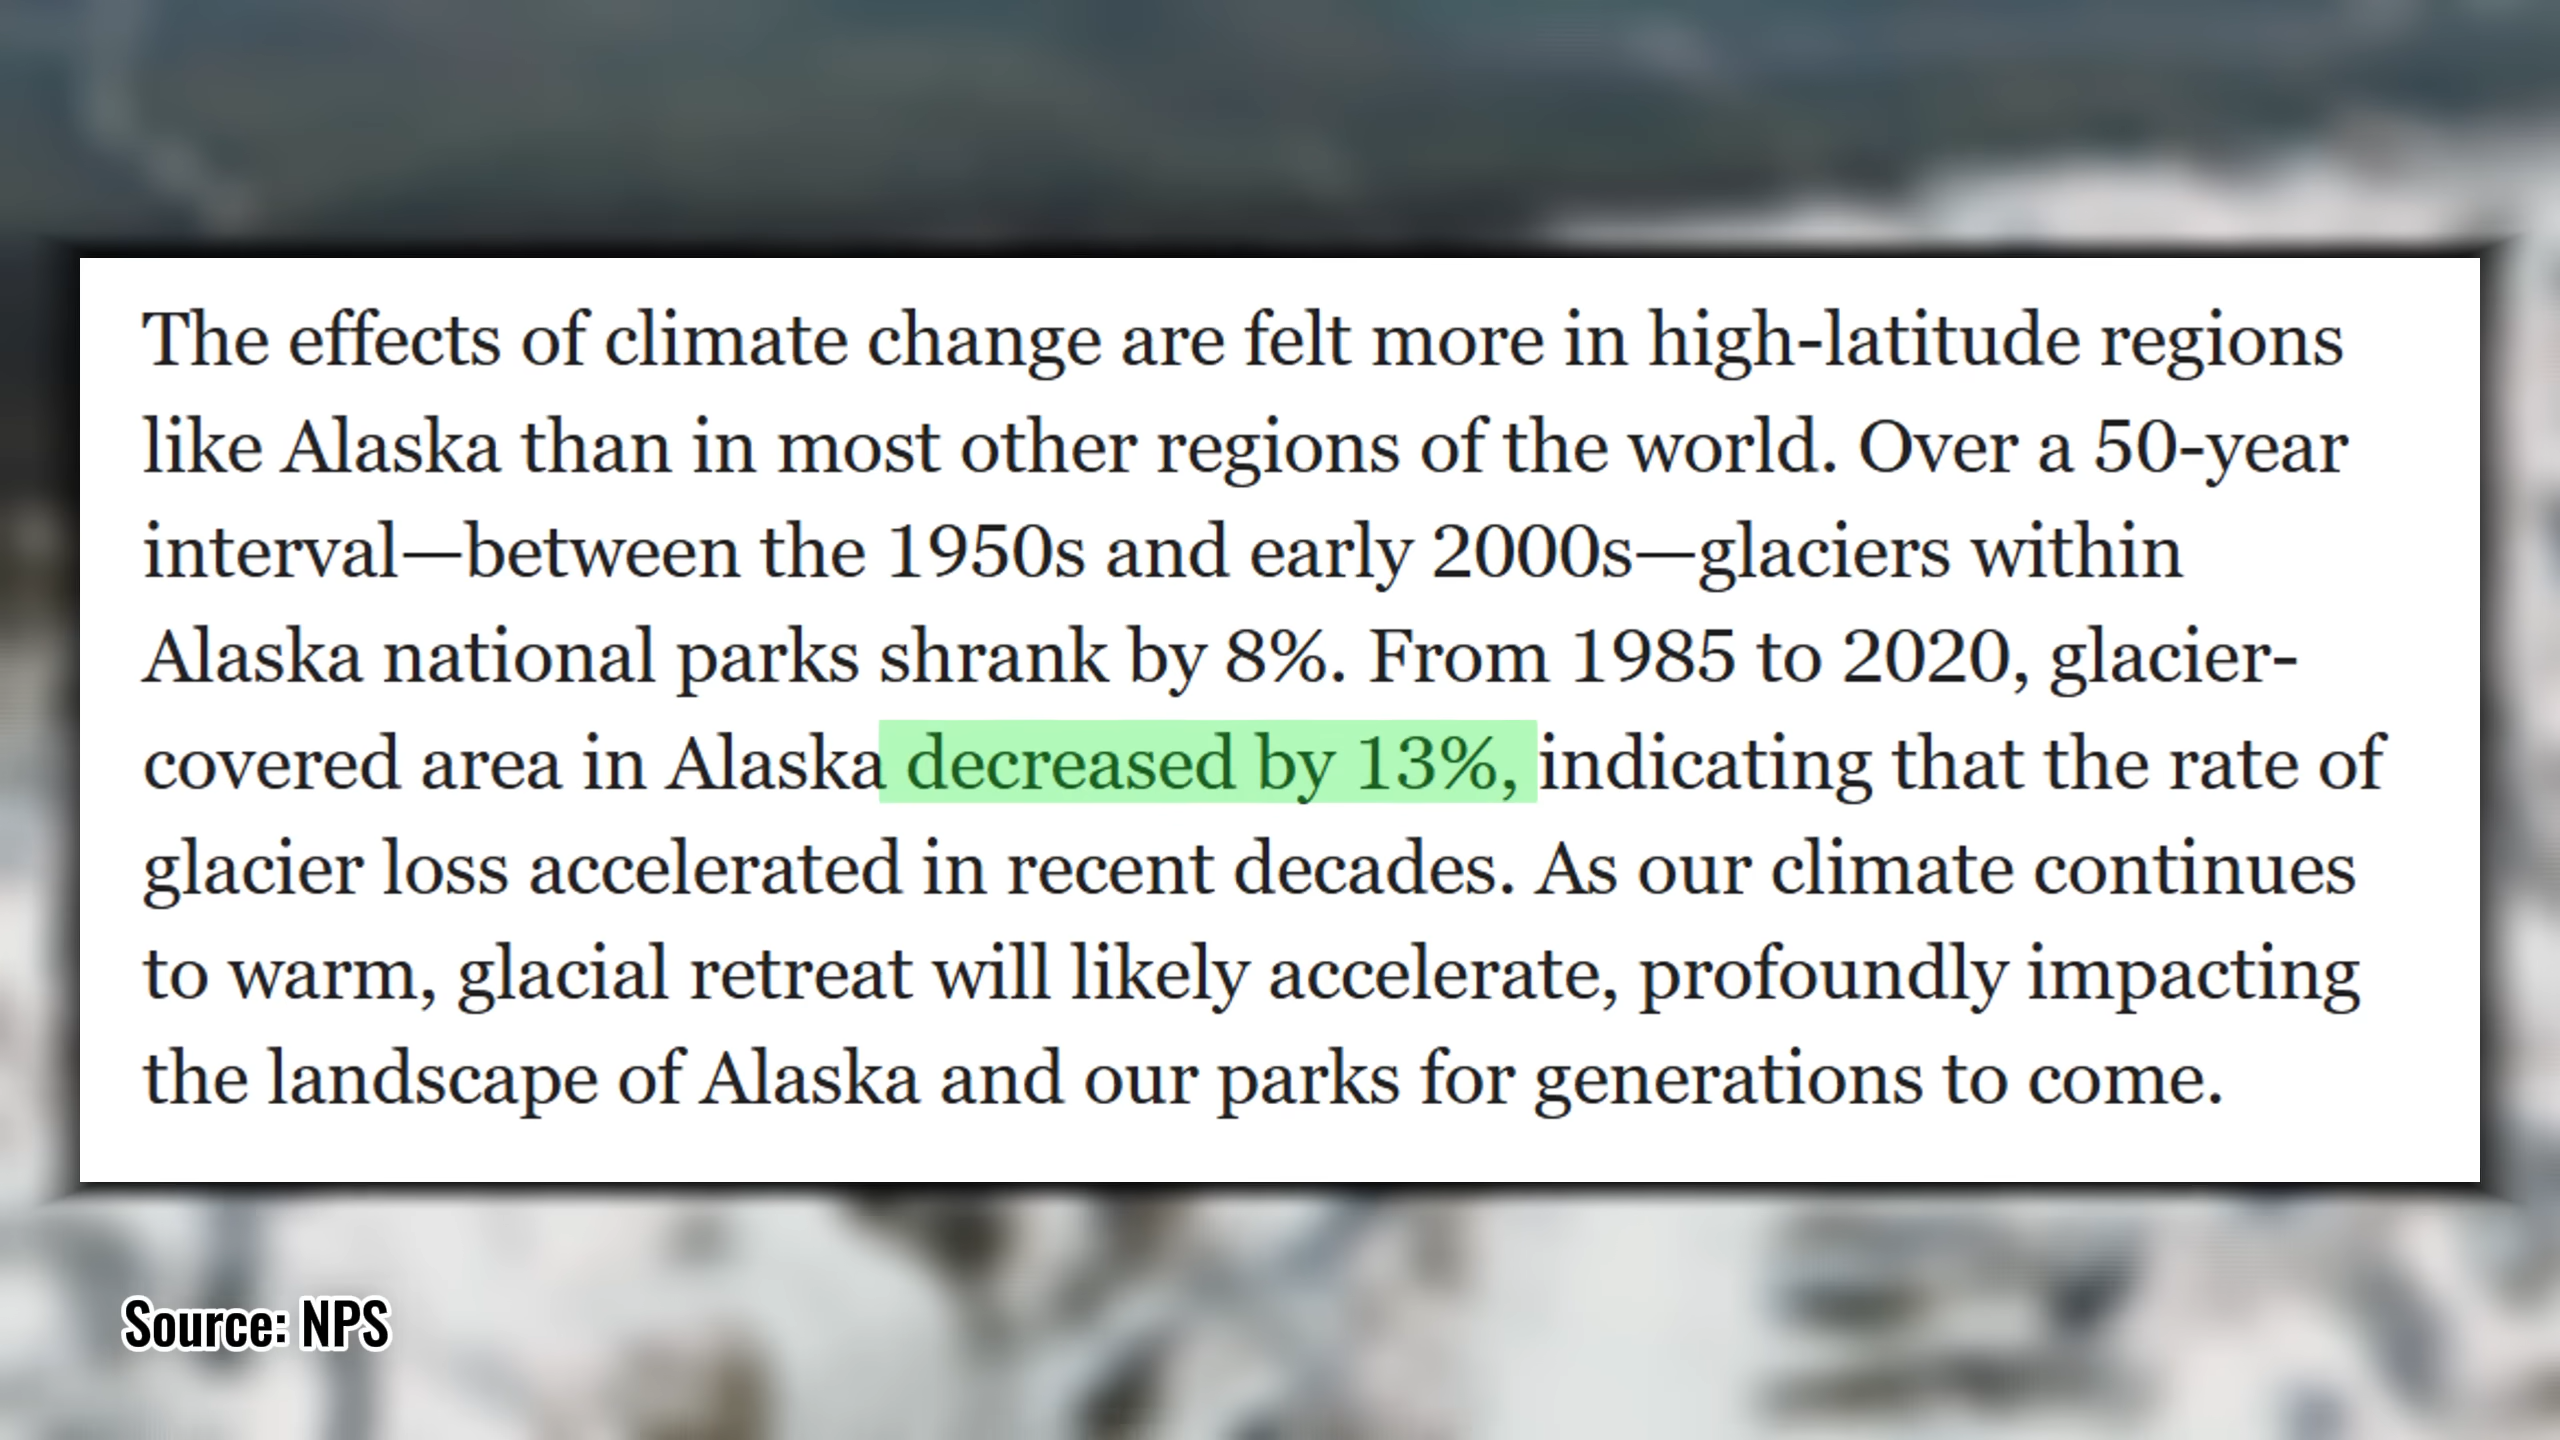 The effects of climate change are felt more in high-latitude regions
like Alaska than in most other regions of the world. Over a 50-year
interval—between the 1950s and early 2000s—glaciers within
Alaska national parks shrank by 8%. From 1985 to 2020, glacier-
covered area in Alaska decreased by 13%, indicating that the rate of
glacier loss accelerated in recent decades. As our climate continues
to warm, glacial retreat will likely accelerate, profoundly impacting
the landscape of Alaska and our parks for generations to come.
Source: NPS